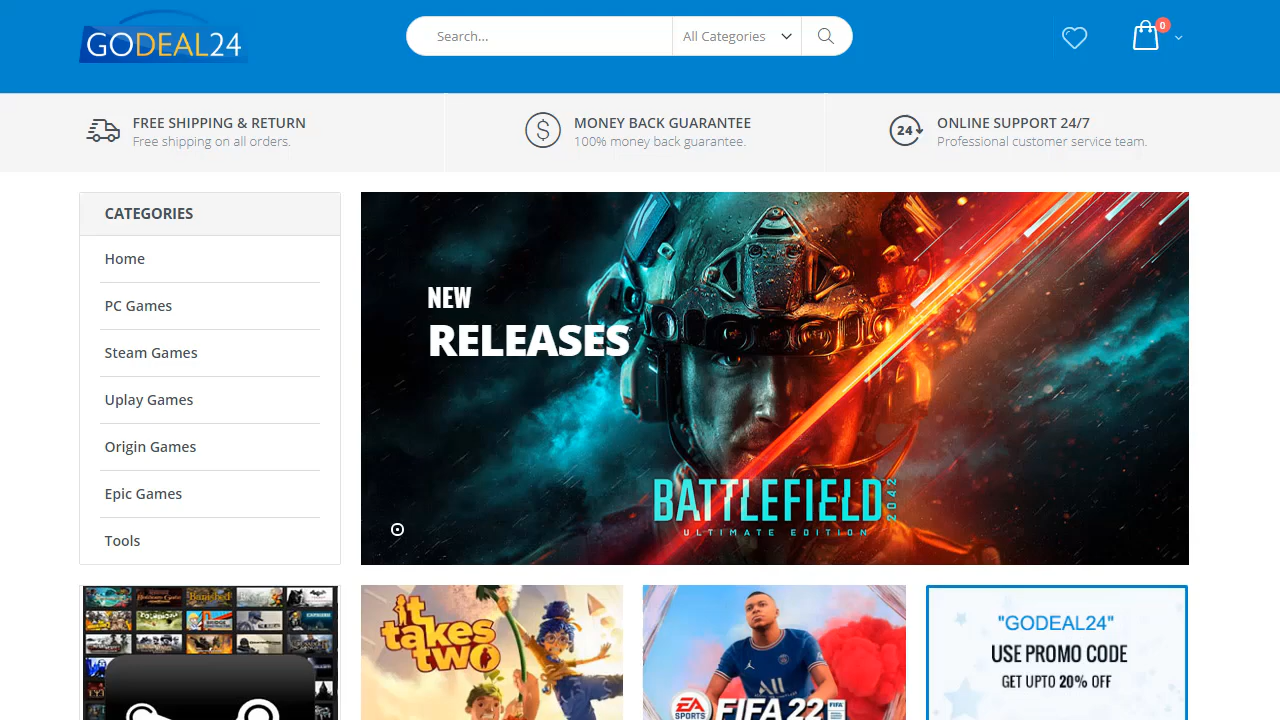 GODEAL24
Search...
All Categories
0
FREE SHIPPING & RETURN
Free shipping on all orders.
MONEY BACK GUARANTEE
100% money back guarantee.
24
ONLINE SUPPORT 24/7
Professional customer service team.
CATEGORIES
Home
PC Games
Steam Games
Uplay Games
Origin Games
Epic Games
Tools
NEW
RELEASES
BATTLEFIELD 2042
ULTIMATE EDITION
it
takes
two
EA
SPORTS
FIFA 22
"GODEAL24"
USE PROMO CODE
GET UPTO 20% OFF